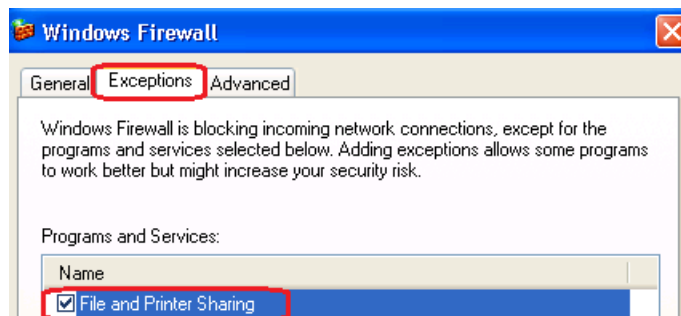 Windows Firewall
General Exceptions Advanced
Windows Firewall is blocking incoming network connections, except for the
programs and services selected below. Adding exceptions allows some programs
to work better but might increase your security risk.
Programs and Services:
Name
File and Printer Sharing